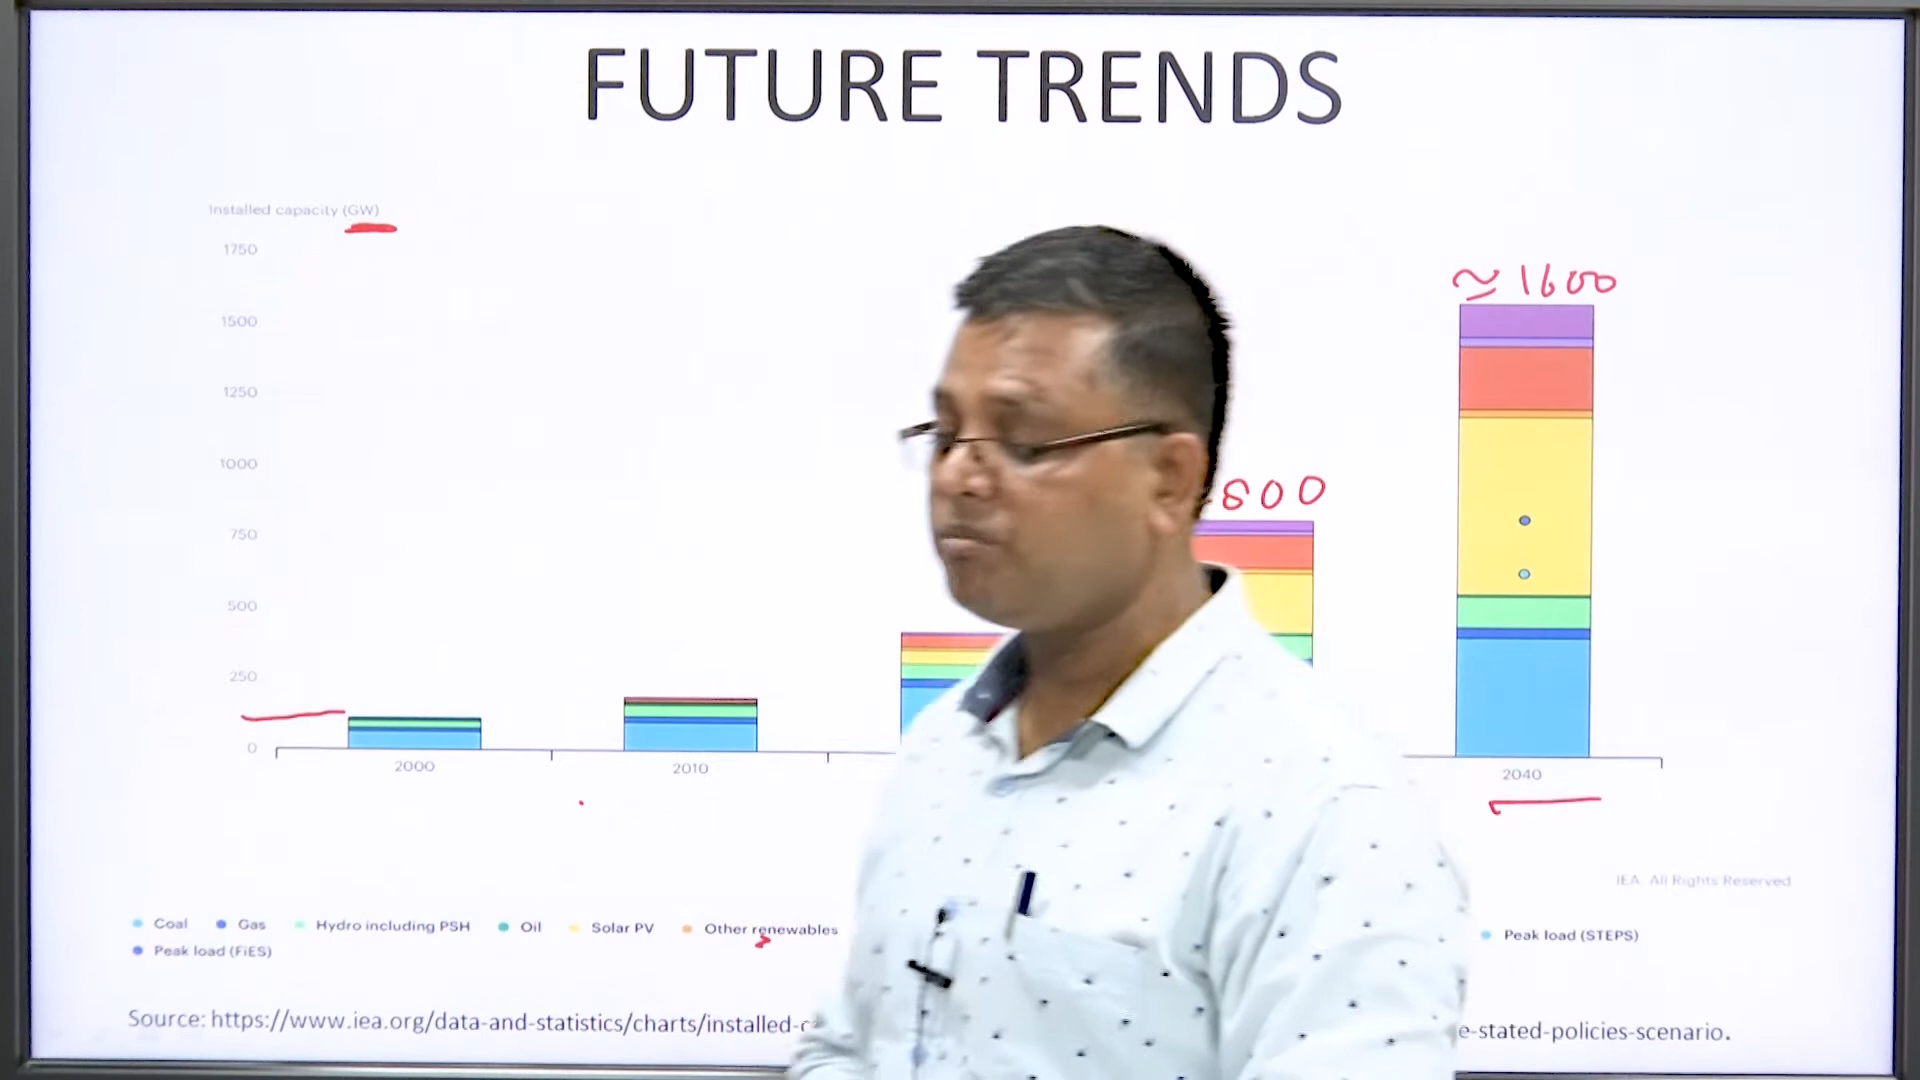 FUTURE TRENDS
Installed capacity (GW)
1750
≃ 1600
1500
1250
1000
800
750
500
250
0
2000
2010
2040
IEA. All Rights Reserved
Coal Gas Hydro including PSH Oil Solar PV Other renewables Peak load (STEPS)
Peak load (FiES)
Source: https://www.iea.org/data-and-statistics/charts/installed- e-stated-policies-scenario.